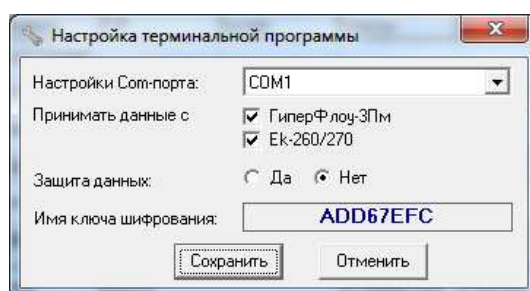 Настройка терминальной программы
Настройки Com-порта: COM1
Принимать данные с ГиперФлоу-3Пм
Ek-260/270
Защита данных: Да Нет
Имя ключа шифрования: ADD67EFC
Сохранить Отменить